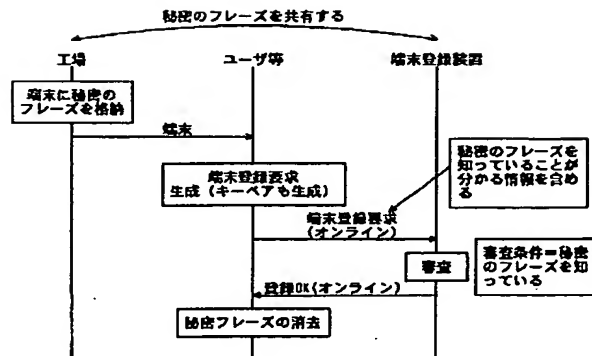 秘密のフレーズを共有する
工場
ユーザ等
端末登録装置
端末に秘密の
フレーズを格納
端末
秘密のフレーズを
知っていることが
分かる情報を含め
る
端末登録要求
生成（キーペアも生成）
端末登録要求
（オンライン）
審査
審査条件＝秘密
のフレーズを知
っている
登録OK（オンライン）
秘密フレーズの消去